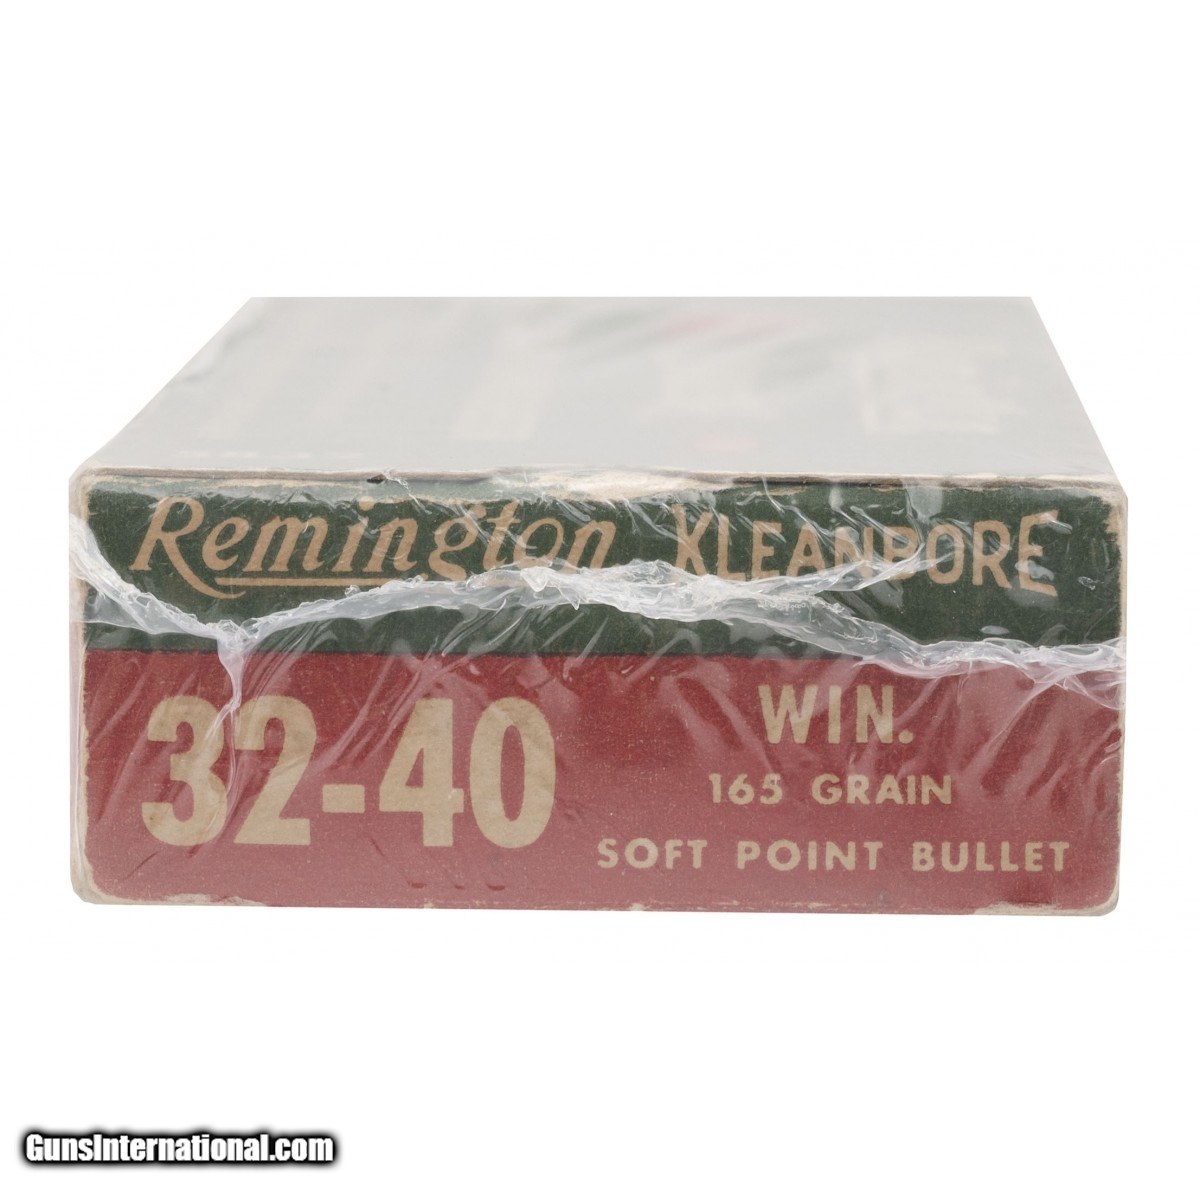 Remington KLEANBORE
32-40
WIN.
165 GRAIN
SOFT POINT BULLET
GunsInternational.com